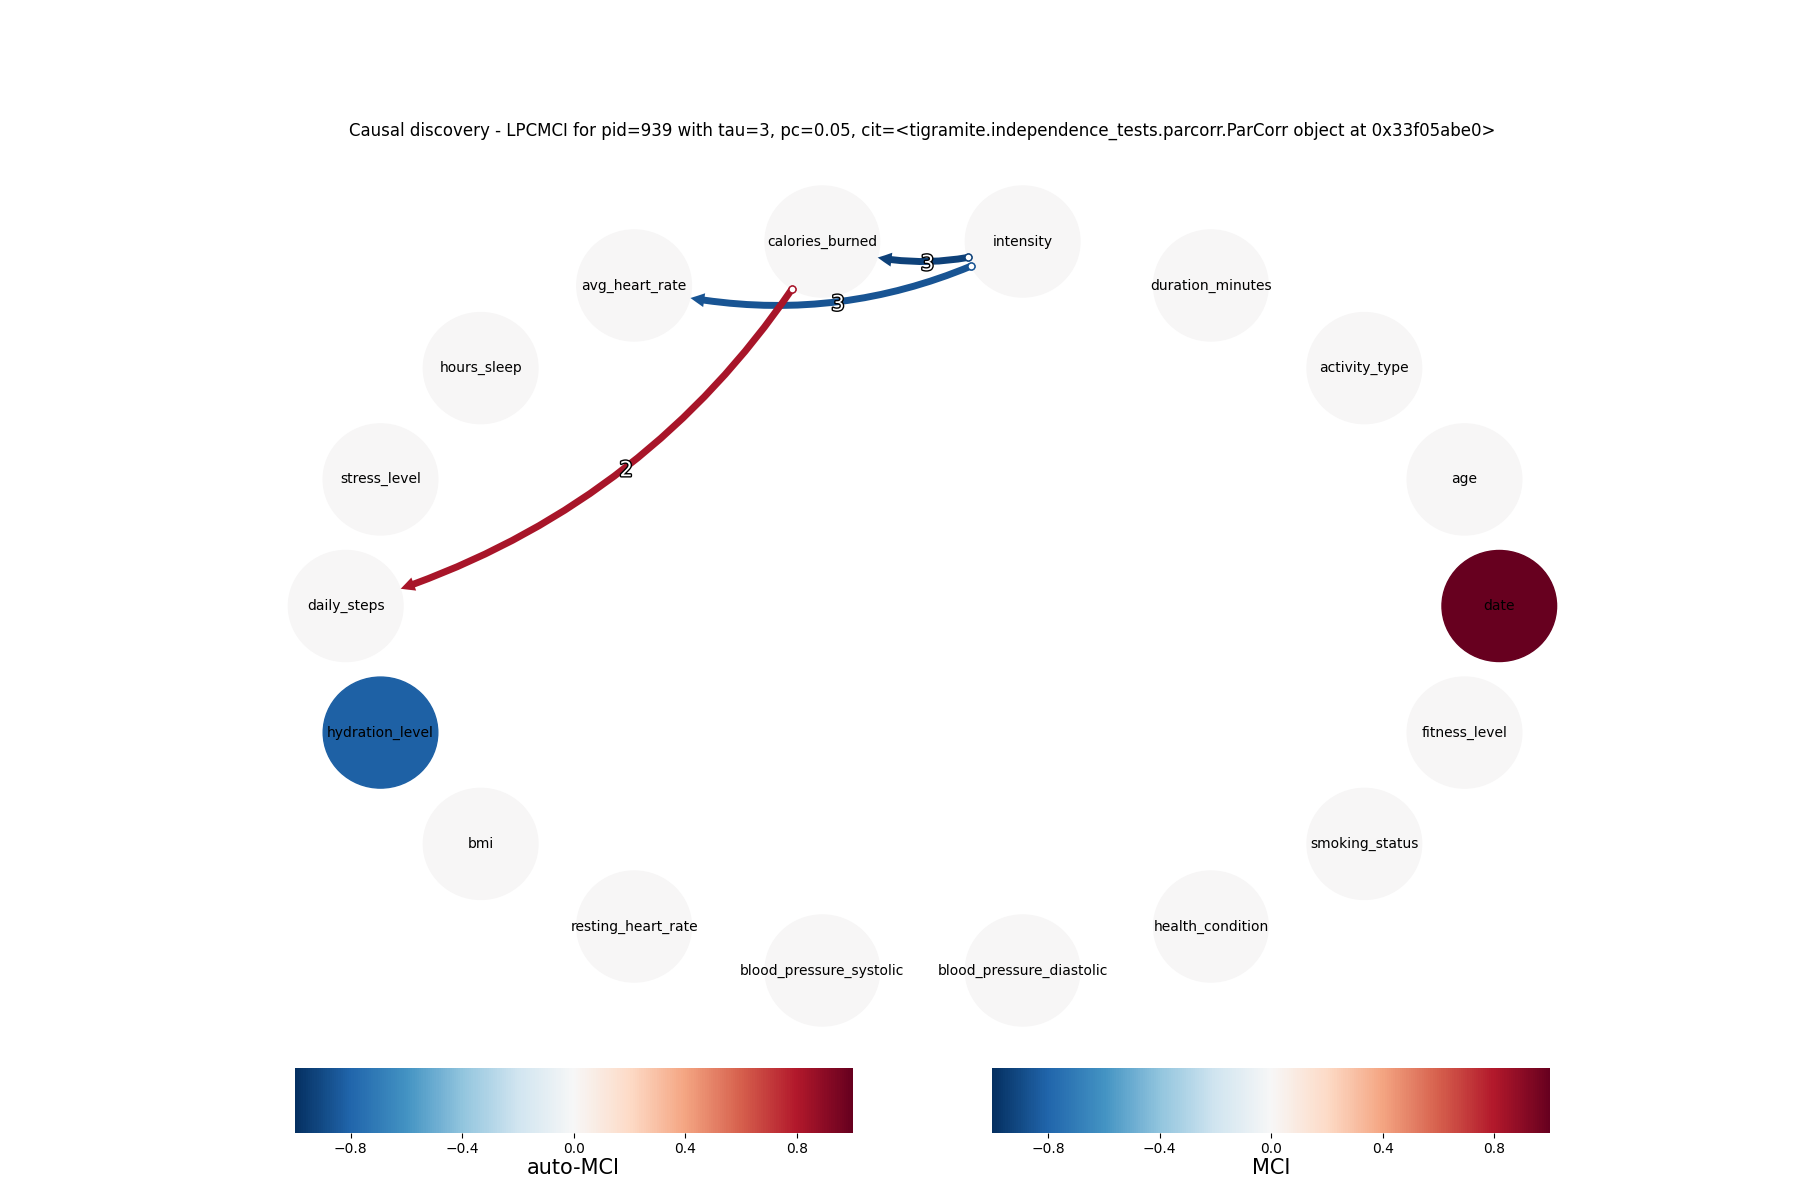 Causal discovery - LPCMCI for pid=939 with tau=3, pc=0.05, cit=<tigramite.independence_tests.parcorr.ParCorr object at 0x33f05abe0>
calories_burned
intensity
3
avg_heart_rate
duration_minutes
3
hours_sleep
activity_type
2
stress_level
age
daily_steps
date
hydration_level
fitness_level
bmi
smoking_status
resting_heart_rate
health_condition
blood_pressure_systolic
blood_pressure_diastolic
−0.8 −0.4 0.0 0.4 0.8
auto-MCI
−0.8 −0.4 0.0 0.4 0.8
MCI